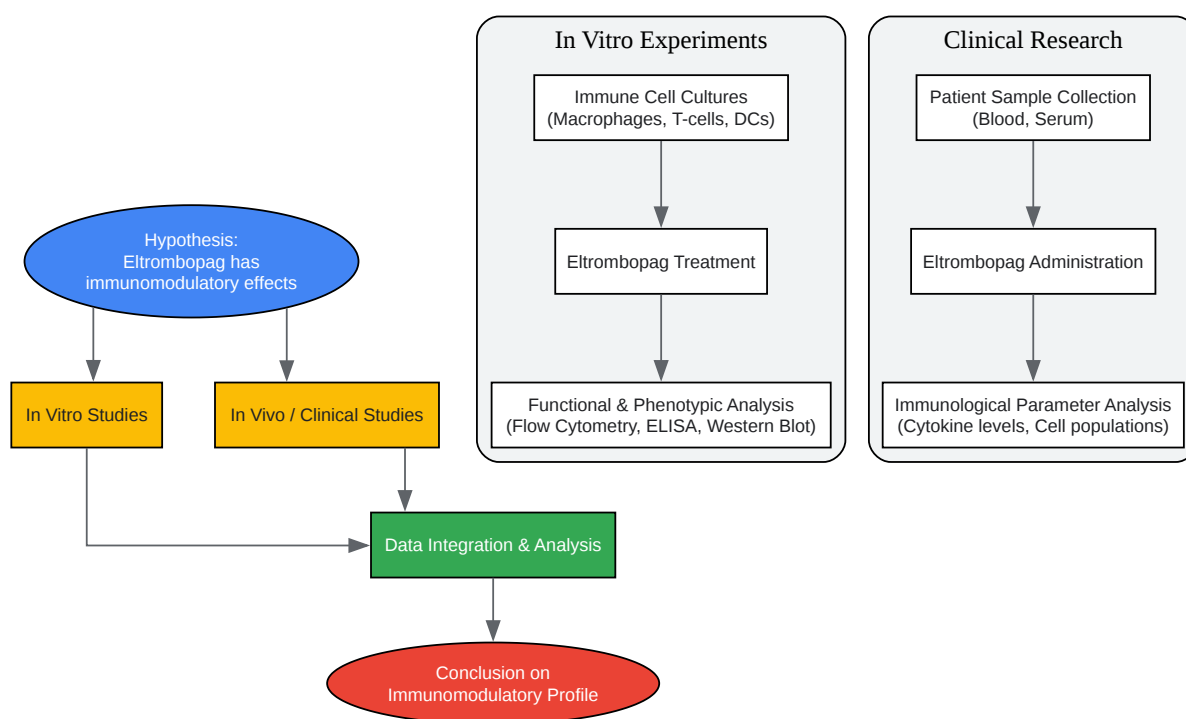 In Vitro Experiments
Immune Cell Cultures
(Macrophages, T-cells, DCs)
Eltrombopag Treatment
Functional & Phenotypic Analysis
(Flow Cytometry, ELISA, Western Blot)
Clinical Research
Patient Sample Collection
(Blood, Serum)
Eltrombopag Administration
Immunological Parameter Analysis
(Cytokine levels, Cell populations)
Hypothesis:
Eltrombopag has
immunomodulatory effects
In Vitro Studies
In Vivo / Clinical Studies
Data Integration & Analysis
Conclusion on
Immunomodulatory Profile